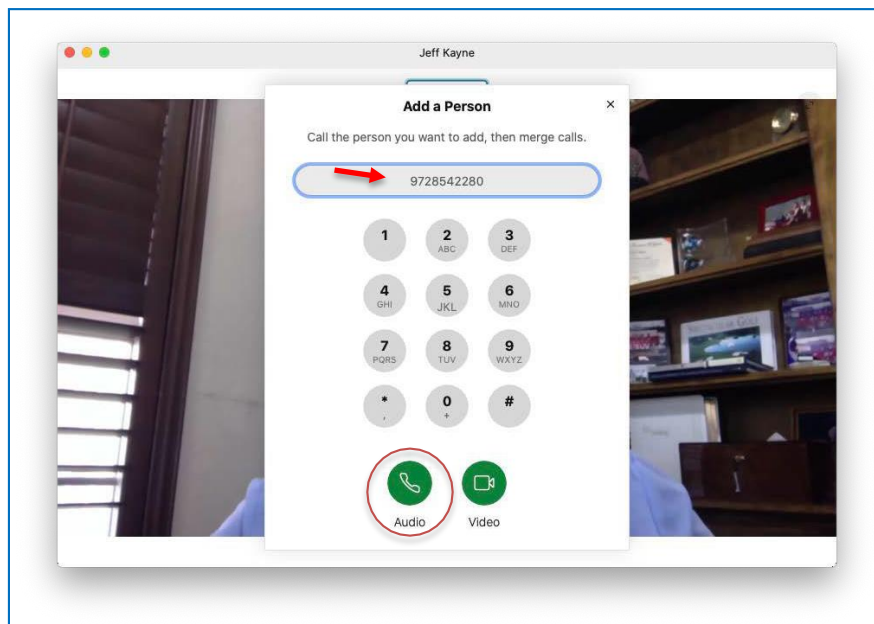 Jeff Kayne
Add a Person
Call the person you want to add, then merge calls.
9728542280
1 2 3
ABC DEF
4 5 6
GHI JKL MNO
7 8 9
PQRS TUV WXYZ
* 0 #
, +
Audio Video